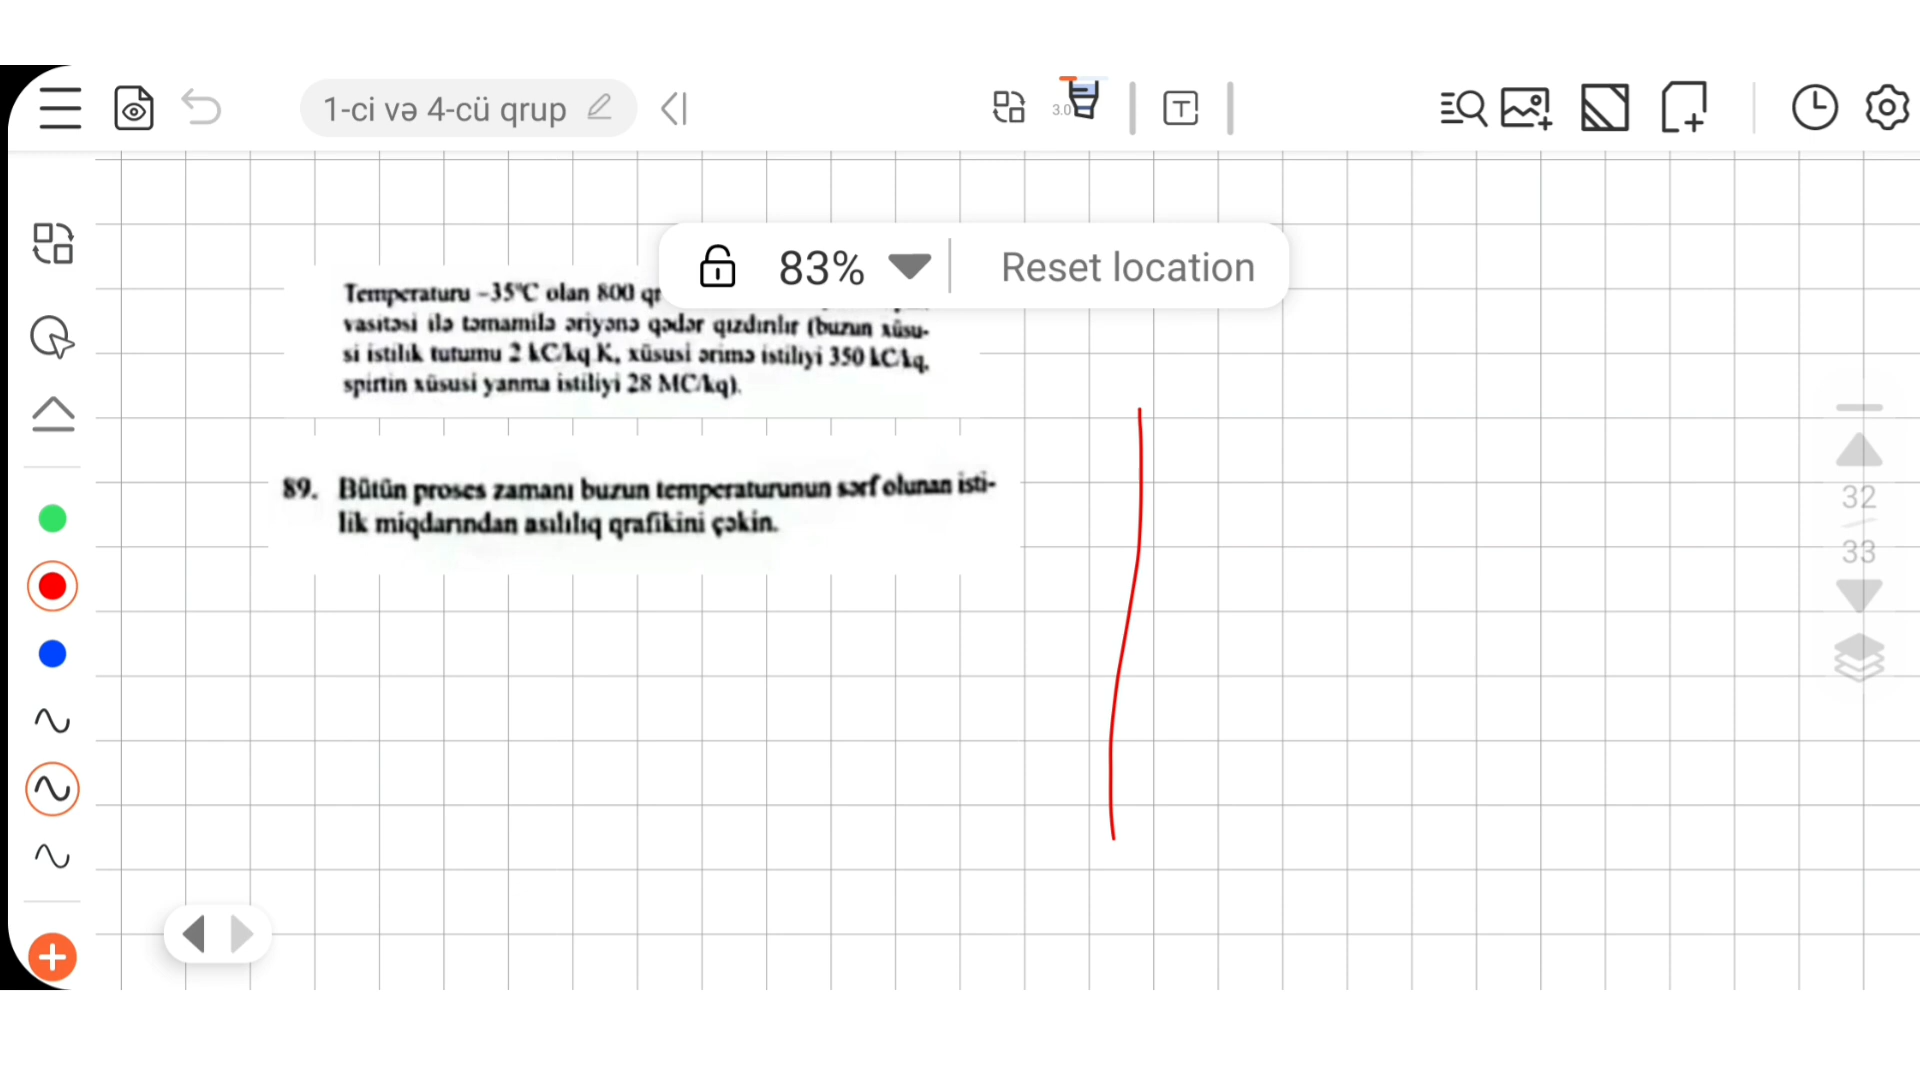 1-ci və 4-cü qrup
3.0
T
83%
Reset location
Temperaturu –35°C olan 800 qr
vasitəsi ilə tamamilə əriyənə qədər qızdırılır (buzun xüsu-
si istilik tutumu 2 kC/kq K, xüsusi ərimə istiliyi 350 kC/kq,
spirtin xüsusi yanma istiliyi 28 MC/kq).
89. Bütün proses zamanı buzun temperaturunun sərf olunan isti-
lik miqdarından asılılıq qrafikini çəkin.
32
33